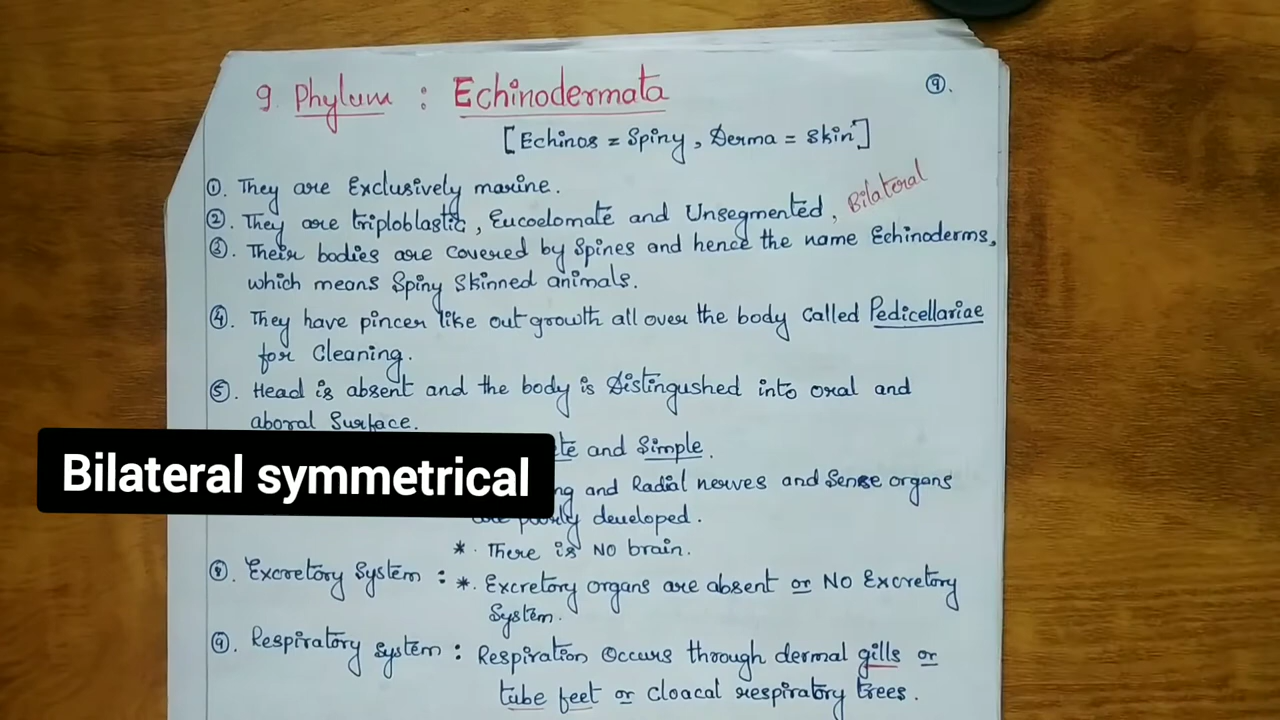 9. Phylum : Echinodermata
9.
[Echinos = Spiny, Derma = Skin]
1. They are Exclusively marine.
2. They are triploblastic, Eucoelomate and Unsegmented, Bilateral
3. Their bodies are covered by Spines and hence the name Echinoderms,
which means Spiny Skinned animals.
4. They have pincer like out growth all over the body called Pedicellariae
for Cleaning.
5. Head is absent and the body is Distingushed into oral and
aboral Surface.
and Simple.
Bilateral symmetrical
and Radial nerves and Sense organs
poorly developed.
*. There is NO brain.
8. Excretory System : *. Excretory organs are absent or NO Excretory
System.
9. Respiratory System : Respiration Occurs through dermal gills or
tube feet or Cloacal respiratory trees.